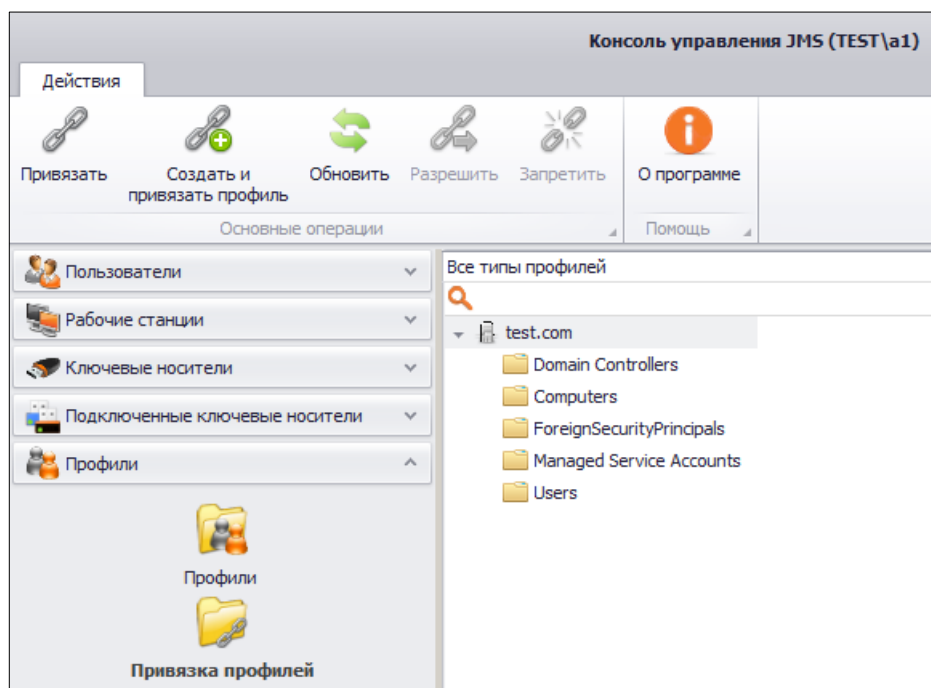 Консоль управления JMS (TEST\a1)
Действия
Привязать
Создать и
привязать профиль
Обновить
Разрешить
Запретить
О программе
Основные операции
Помощь
Пользователи
Рабочие станции
Ключевые носители
Подключенные ключевые носители
Профили
Профили
Привязка профилей
Все типы профилей
test.com
Domain Controllers
Computers
ForeignSecurityPrincipals
Managed Service Accounts
Users